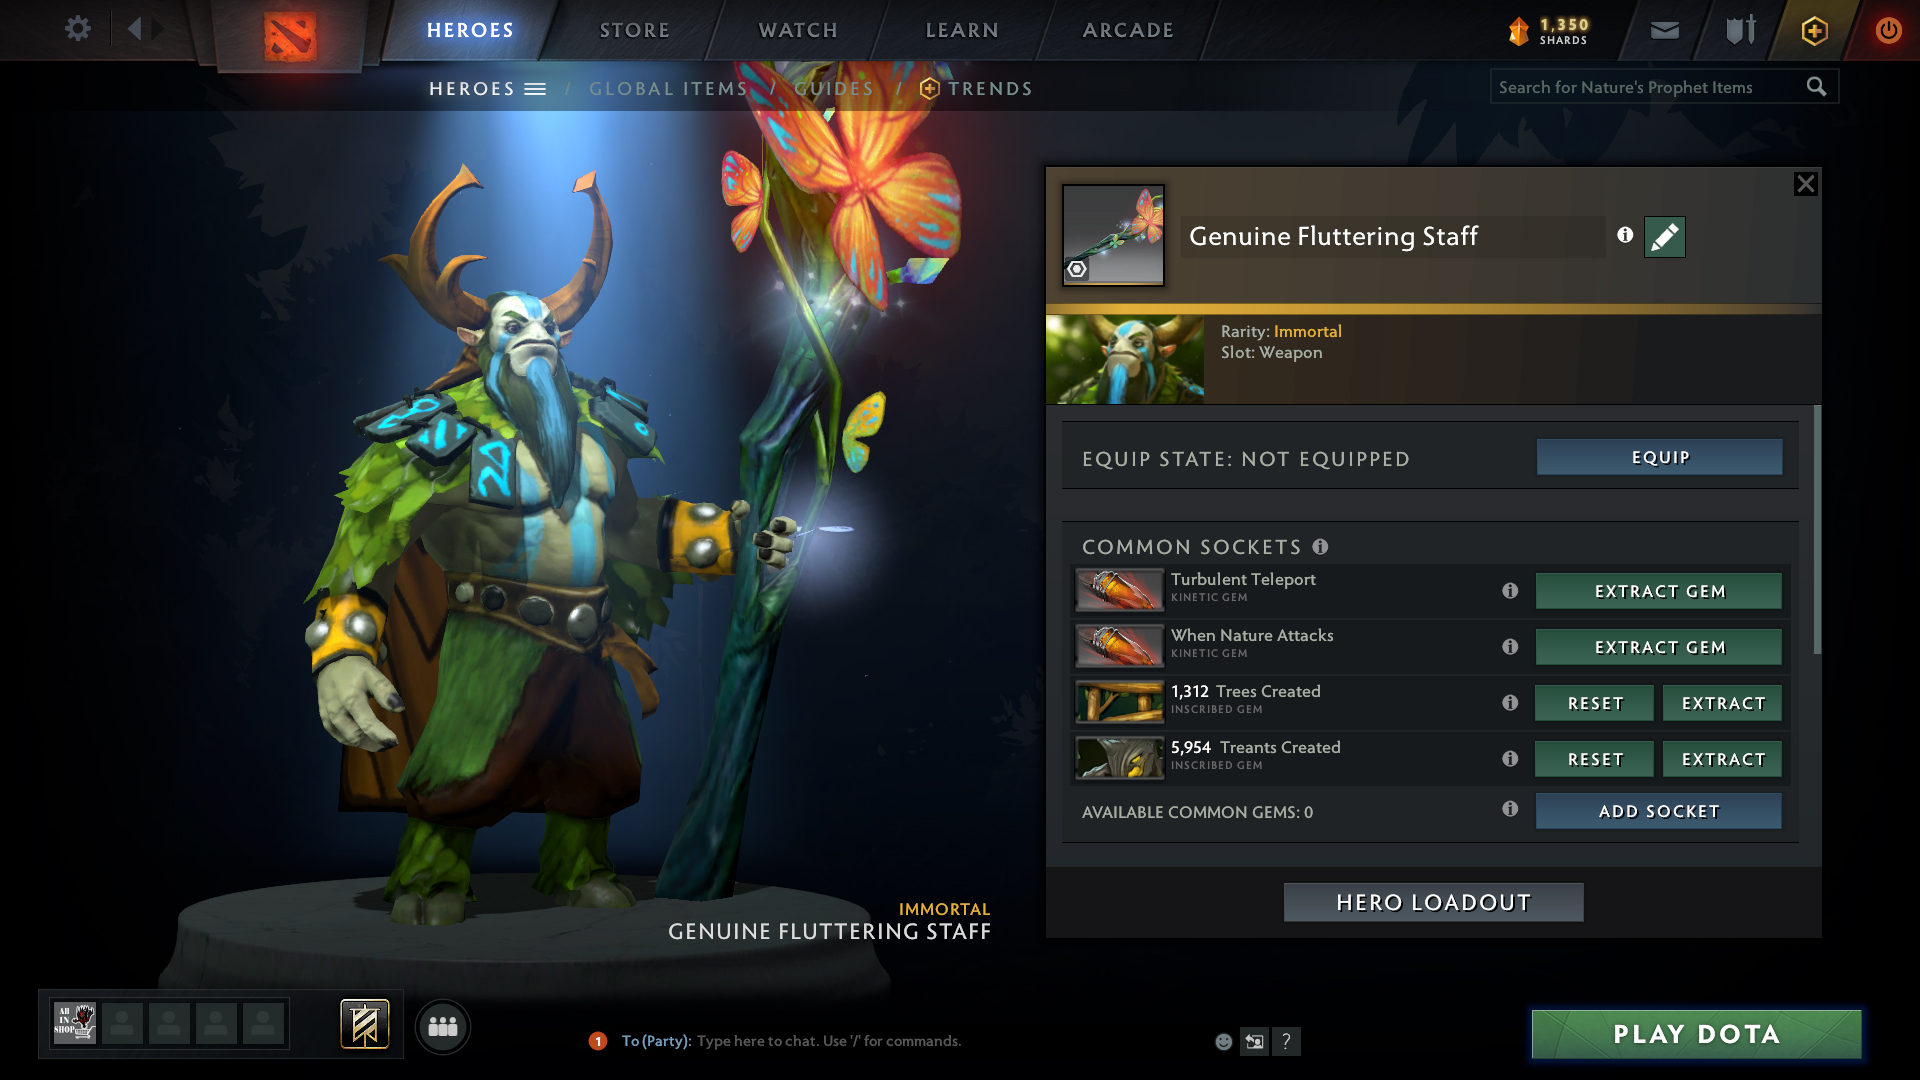 HEROES
STORE
WATCH
LEARN
ARCADE
1,350
SHARDS
HEROES / GLOBAL ITEMS / GUIDES / TRENDS
Search for Nature's Prophet Items
Genuine Fluttering Staff
Rarity: Immortal
Slot: Weapon
EQUIP STATE: NOT EQUIPPED
EQUIP
COMMON SOCKETS
Turbulent Teleport
KINETIC GEM
EXTRACT GEM
When Nature Attacks
KINETIC GEM
EXTRACT GEM
1,312 Trees Created
INSCRIBED GEM
RESET
EXTRACT
5,954 Treants Created
INSCRIBED GEM
RESET
EXTRACT
AVAILABLE COMMON GEMS: 0
ADD SOCKET
HERO LOADOUT
IMMORTAL
GENUINE FLUTTERING STAFF
AH
IN
SHOP
1
To (Party): Type here to chat. Use '/' for commands.
?
PLAY DOTA